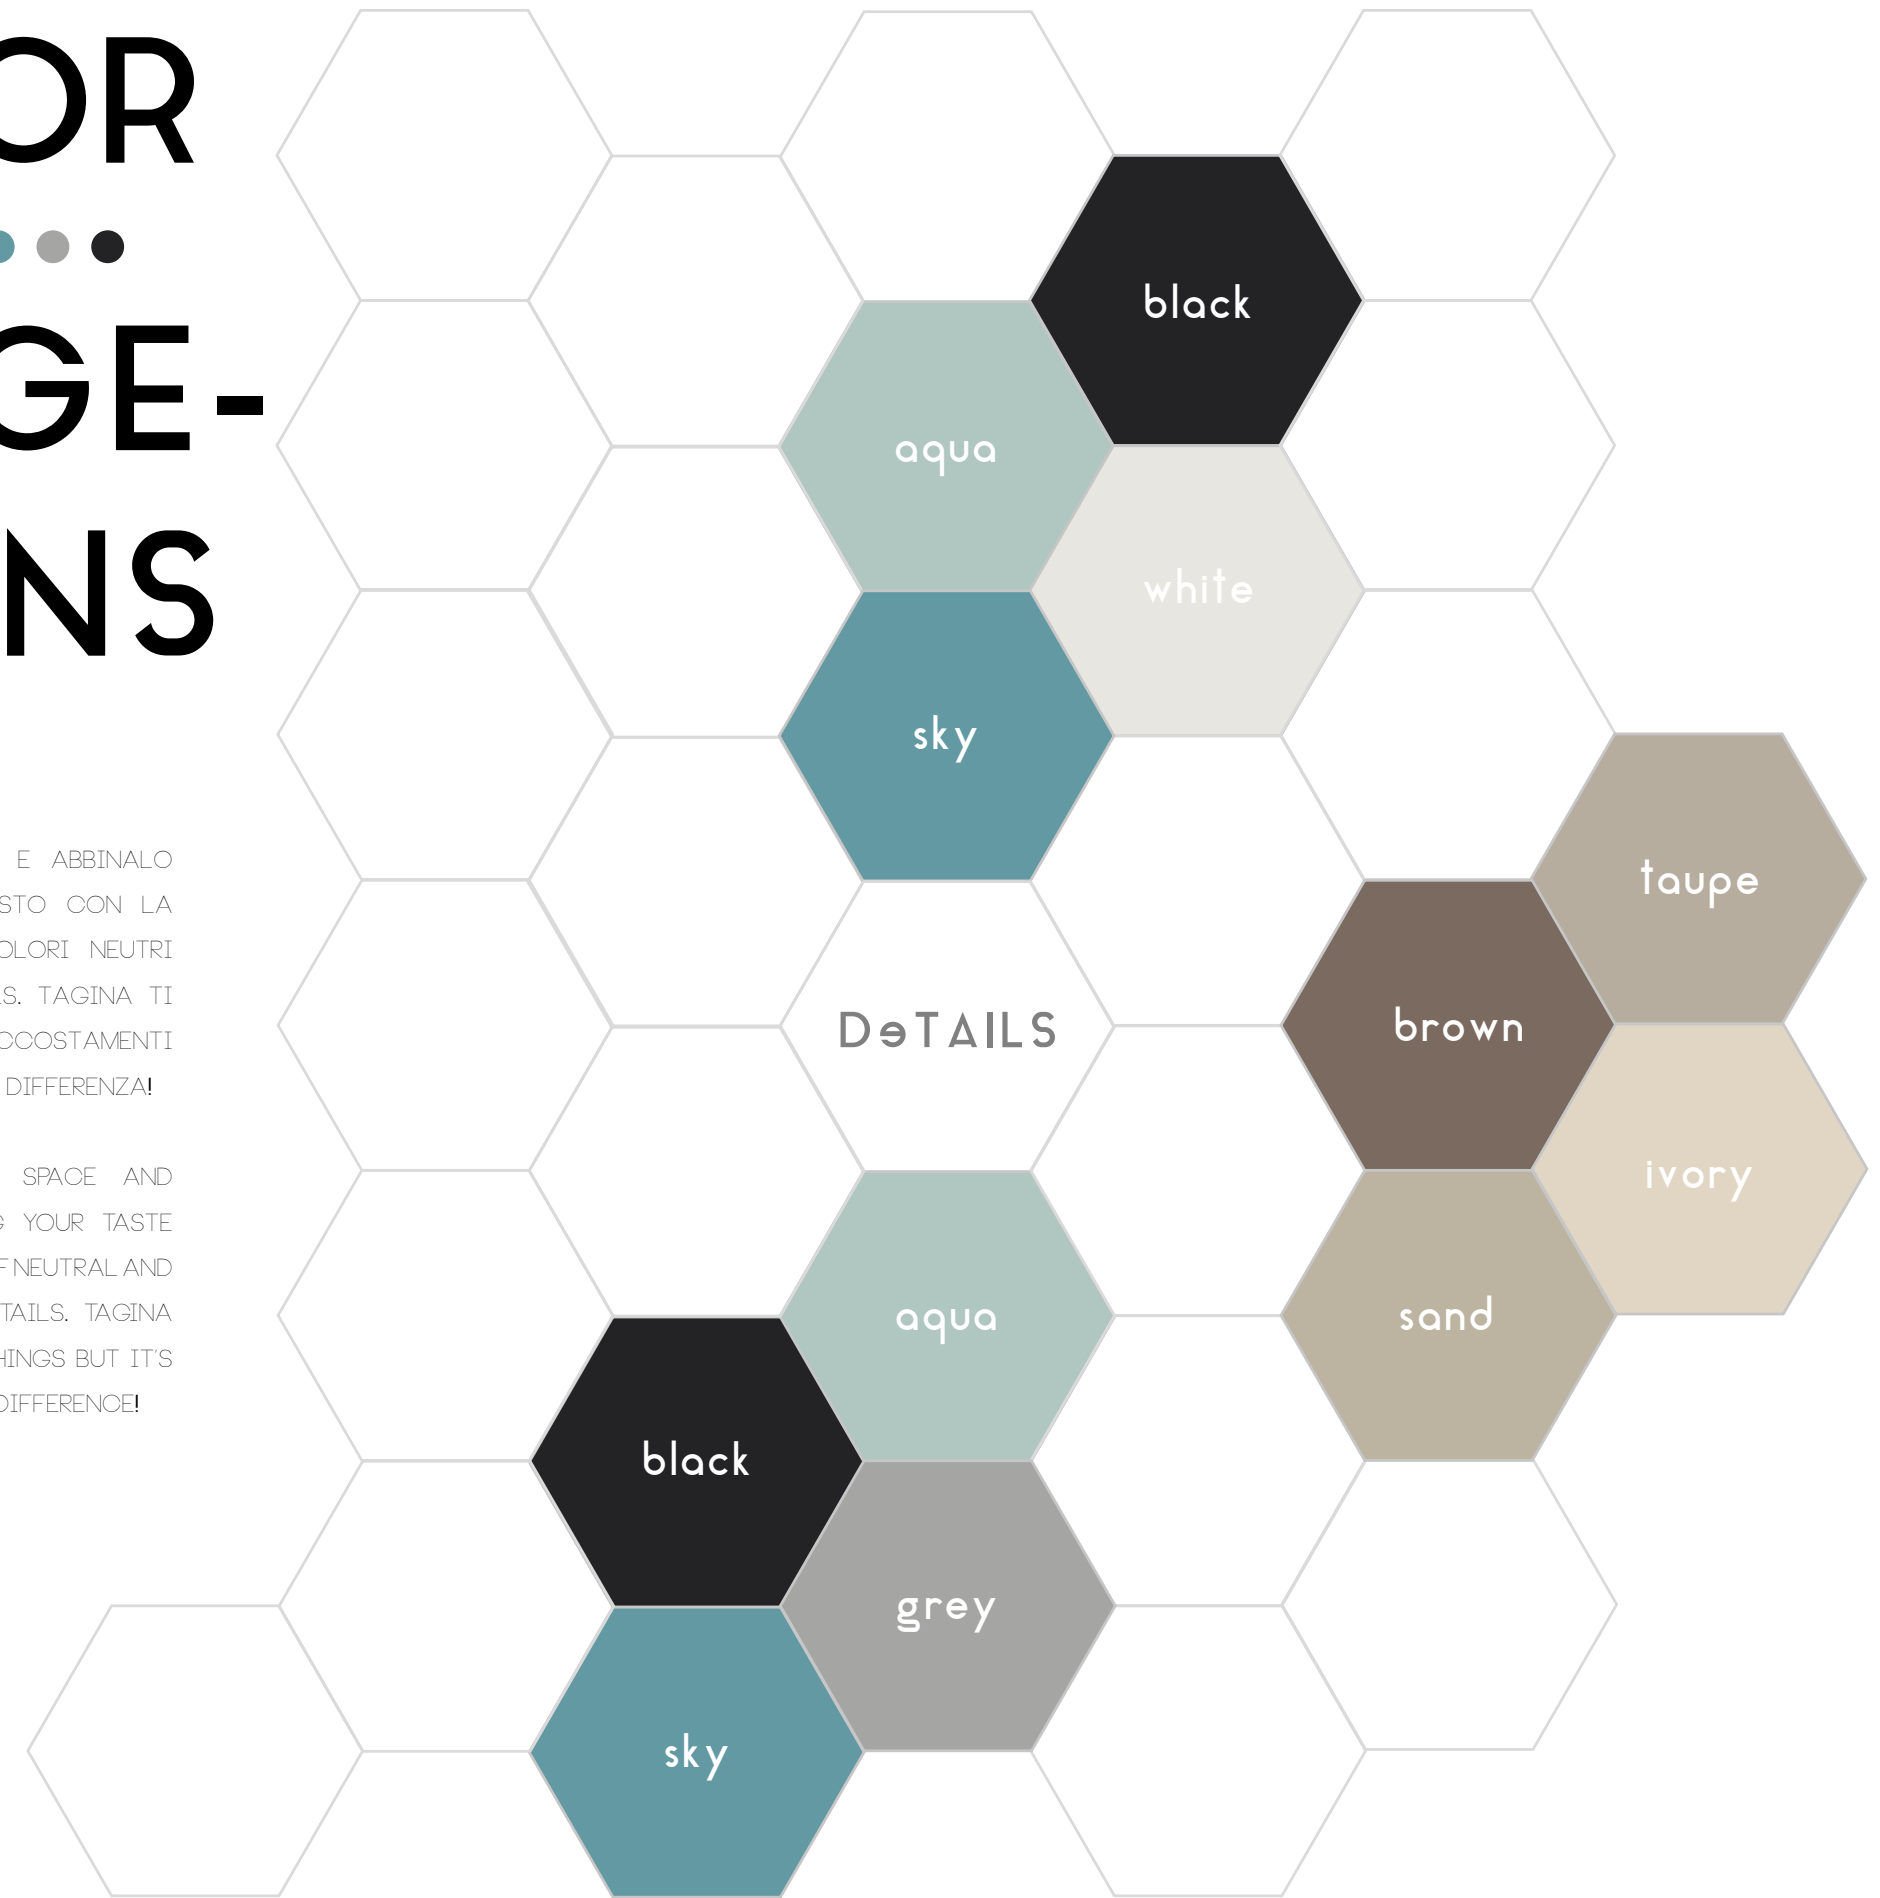 OR
GE-
NS
E ABBINALO
STO CON LA
OLORI NEUTRI
S. TAGINA TI
CCOSTAMENTI
DIFFERENZA!
SPACE AND
G YOUR TASTE
F NEUTRAL AND
TAILS. TAGINA
HINGS BUT IT'S
DIFFERENCE!
black
aqua
white
sky
taupe
brown
DeTAILS
ivory
aqua
sand
black
grey
sky